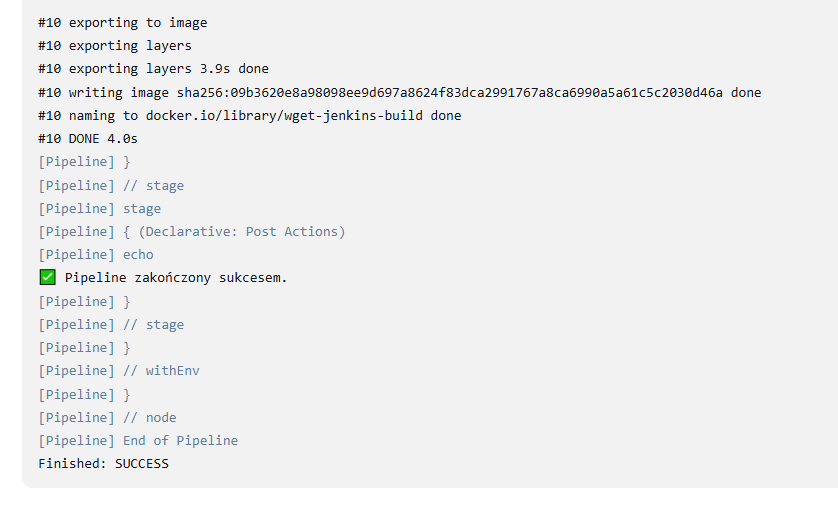 #10 exporting to image
#10 exporting layers
#10 exporting layers 3.9s done
#10 writing image sha256:09b3620e8a98098ee9d697a8624f83dca2991767a8ca6990a5a61c5c2030d46a done
#10 naming to docker.io/library/wget-jenkins-build done
#10 DONE 4.0s
[Pipeline] }
[Pipeline] // stage
[Pipeline] stage
[Pipeline] { (Declarative: Post Actions)
[Pipeline] echo
✅ Pipeline zakończony sukcesem.
[Pipeline] }
[Pipeline] // stage
[Pipeline] }
[Pipeline] // withEnv
[Pipeline] }
[Pipeline] // node
[Pipeline] End of Pipeline
Finished: SUCCESS